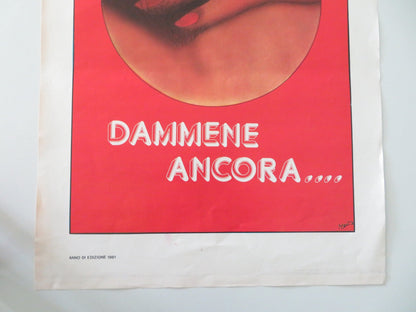 DAMMENE
ANCORA....
ANNO DI EDIZIONE 1981